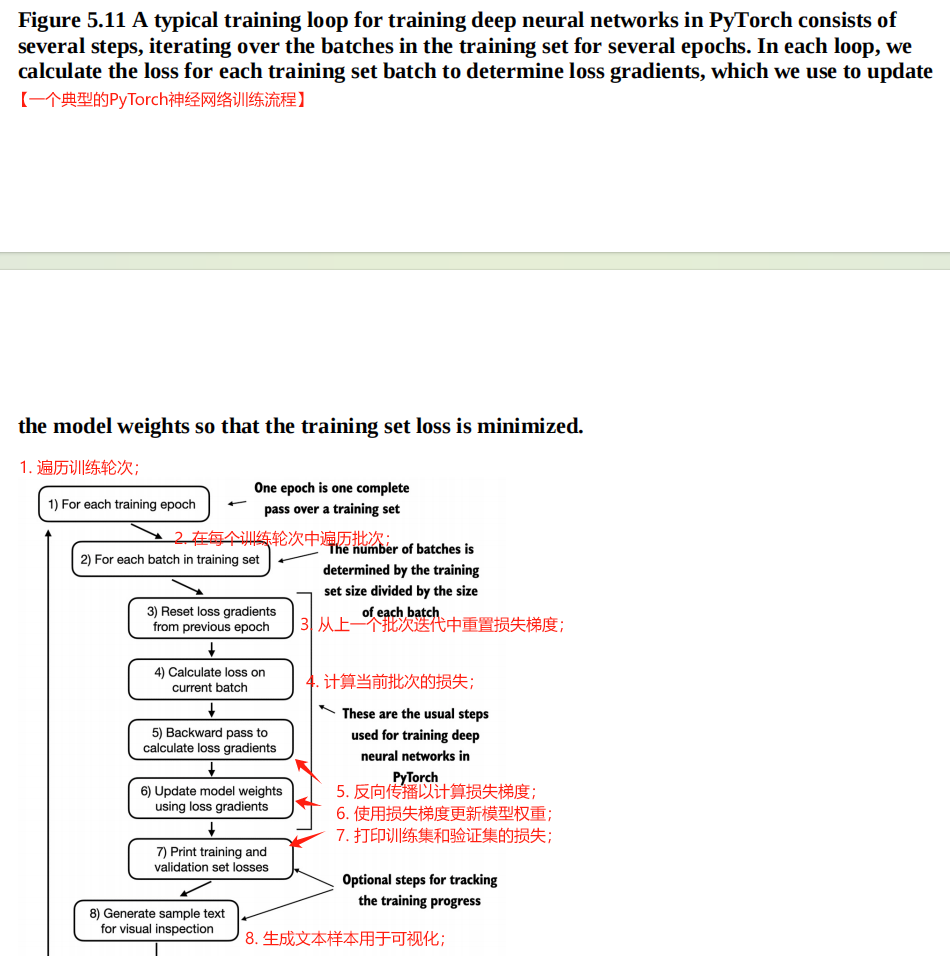 Figure 5.11 A typical training loop for training deep neural networks in PyTorch consists of
several steps, iterating over the batches in the training set for several epochs. In each loop, we
calculate the loss for each training set batch to determine loss gradients, which we use to update
【一个典型的PyTorch神经网络训练流程】
the model weights so that the training set loss is minimized.
1. 遍历训练轮次;
1) For each training epoch
One epoch is one complete
pass over a training set
2. 在每个训练轮次中遍历批次;
2) For each batch in training set
The number of batches is
determined by the training
set size divided by the size
of each batch
3) Reset loss gradients
from previous epoch
3. 从上一个批次迭代中重置损失梯度;
4) Calculate loss on
current batch
4. 计算当前批次的损失;
These are the usual steps
used for training deep
neural networks in
PyTorch
5) Backward pass to
calculate loss gradients
5. 反向传播以计算损失梯度;
6) Update model weights
using loss gradients
6. 使用损失梯度更新模型权重;
7. 打印训练集和验证集的损失;
7) Print training and
validation set losses
Optional steps for tracking
the training progress
8) Generate sample text
for visual inspection
8. 生成文本样本用于可视化;